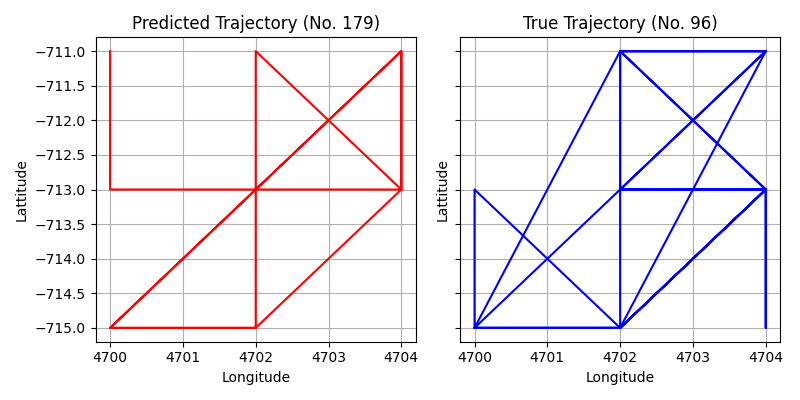 Predicted Trajectory (No. 179)
True Trajectory (No. 96)
Lattitude
−711.0
−711.5
−712.0
−712.5
−713.0
−713.5
−714.0
−714.5
−715.0
4700 4701 4702 4703 4704
Longitude
Lattitude
4700 4701 4702 4703 4704
Longitude